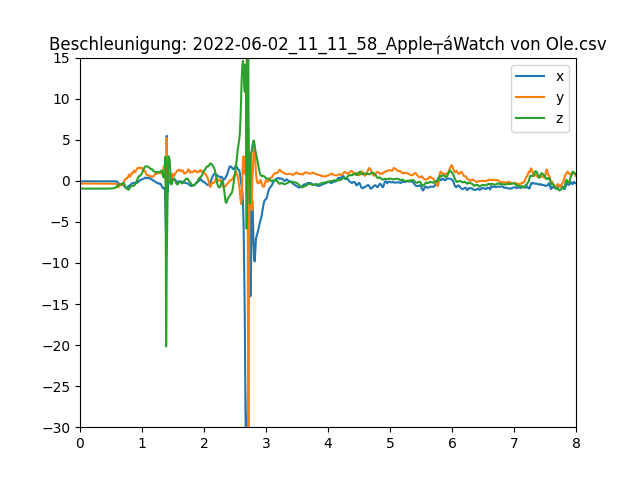 Beschleunigung: 2022-06-02_11_11_58_Apple┬áWatch von Ole.csv
15
10
5
0
−5
−10
−15
−20
−25
−30
0 1 2 3 4 5 6 7 8
x
y
z